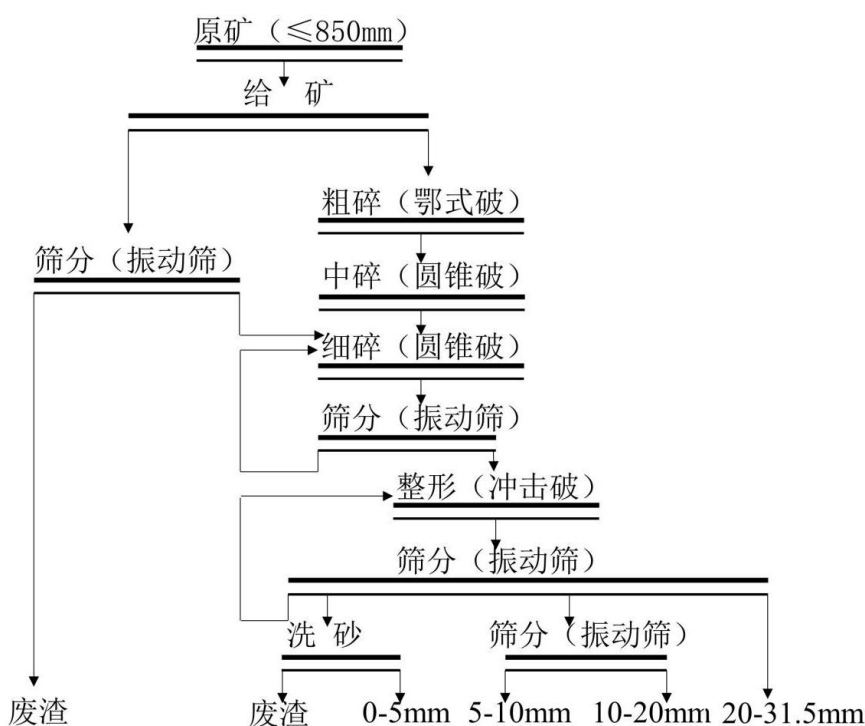 原矿（≤850mm）
给 矿
粗碎（鄂式破）
筛分（振动筛）
中碎（圆锥破）
细碎（圆锥破）
筛分（振动筛）
整形（冲击破）
筛分（振动筛）
洗 砂
筛分（振动筛）
废渣
废渣
0-5mm
5-10mm
10-20mm
20-31.5mm